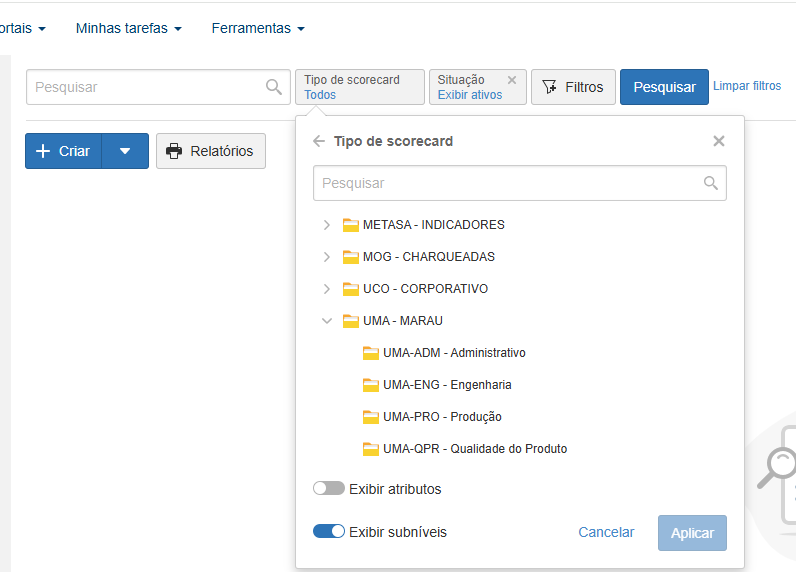 ortais
Minhas tarefas
Ferramentas
Pesquisar
Tipo de scorecard
Todos
Situação
Exibir ativos
Filtros
Pesquisar
Limpar filtros
Criar
Relatórios
Tipo de scorecard
Pesquisar
METASA - INDICADORES
MOG - CHARQUEADAS
UCO - CORPORATIVO
UMA - MARAU
UMA-ADM - Administrativo
UMA-ENG - Engenharia
UMA-PRO - Produção
UMA-QPR - Qualidade do Produto
Exibir atributos
Exibir subníveis
Cancelar
Aplicar